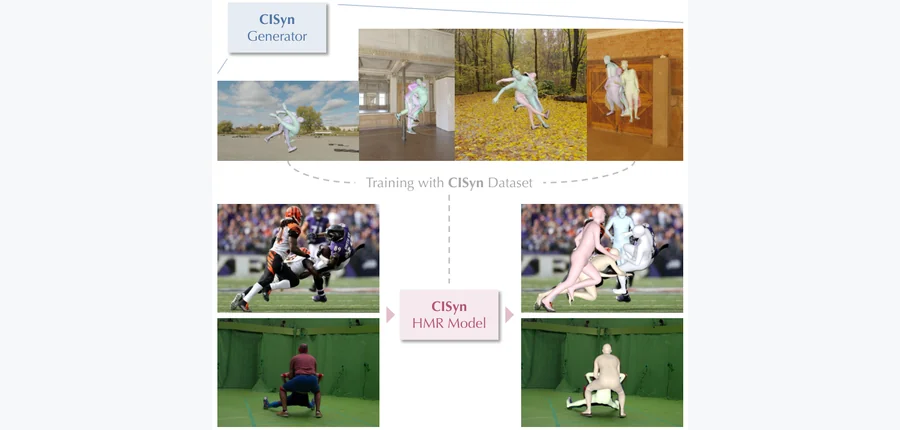 CISyn
Generator
Training with CISyn Dataset
CISyn
HMR Model